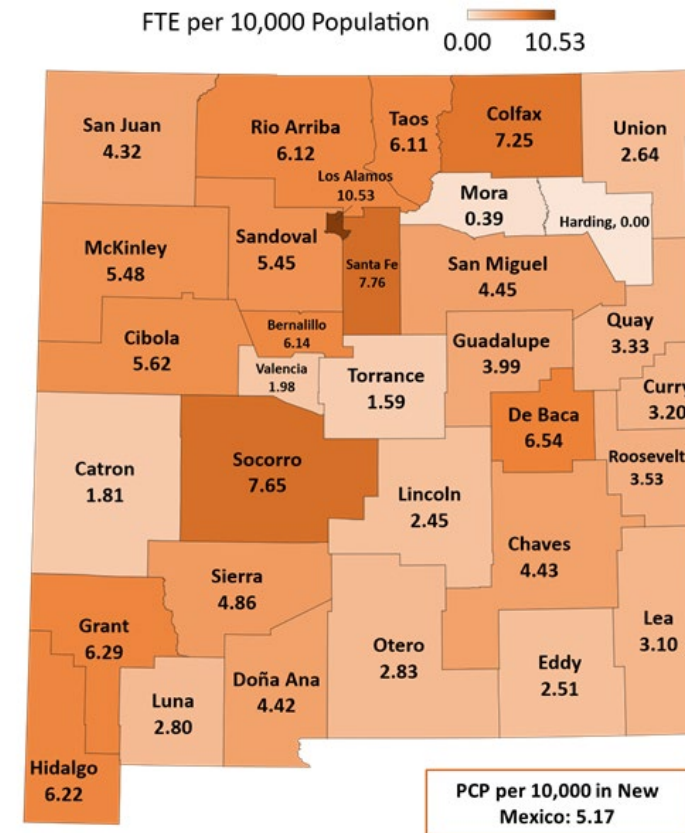 FTE per 10,000 Population
0.00 10.53
San Juan
4.32
Rio Arriba
6.12
Taos
6.11
Colfax
7.25
Union
2.64
Los Alamos
10.53
Mora
0.39
Harding, 0.00
McKinley
5.48
Sandoval
5.45
Santa Fe
7.76
San Miguel
4.45
Cibola
5.62
Bernalillo
6.14
Valencia
1.98
Torrance
1.59
Guadalupe
3.99
Quay
3.33
Curry
3.20
De Baca
6.54
Catron
1.81
Socorro
7.65
Lincoln
2.45
Roosevelt
3.53
Chaves
4.43
Sierra
4.86
Grant
6.29
Luna
2.80
Doña Ana
4.42
Otero
2.83
Eddy
2.51
Lea
3.10
Hidalgo
6.22
PCP per 10,000 in New
Mexico: 5.17